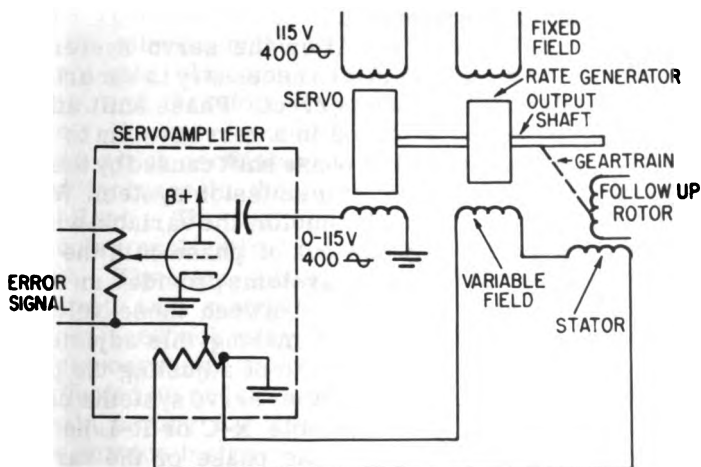 115 V
400
FIXED
FIELD
RATE GENERATOR
SERVO
OUTPUT
SHAFT
SERVOAMPLIFIER
GEARTRAIN
B+
FOLLOW UP
ROTOR
0-115V
400
ERROR
SIGNAL
VARIABLE
FIELD
STATOR